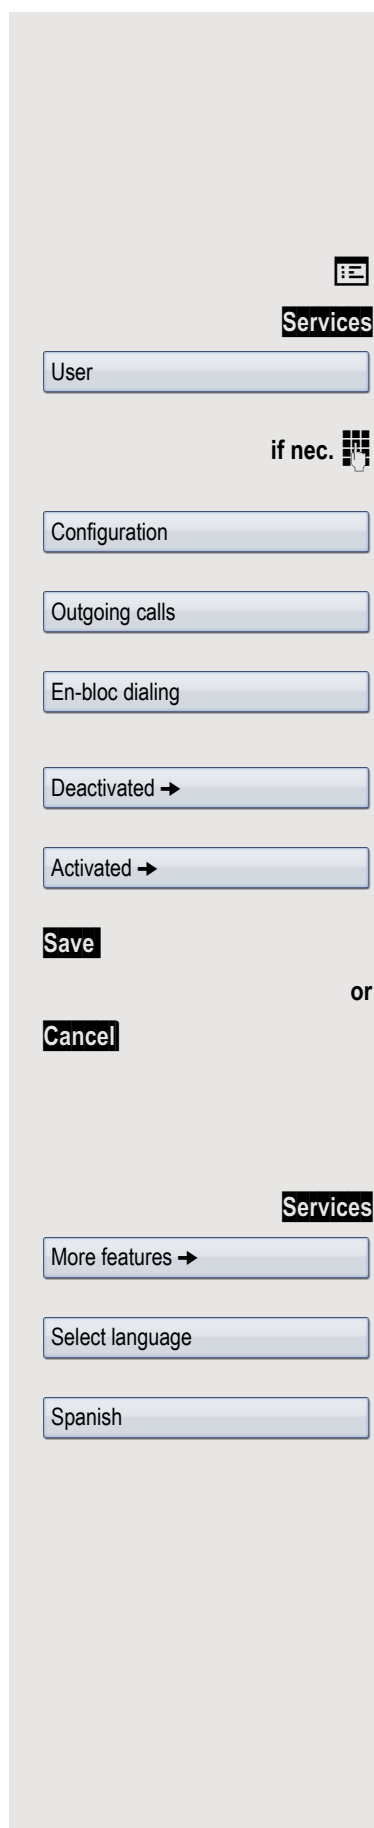 Services
User
if nec.
Configuration
Outgoing calls
En-bloc dialing
Deactivated →
Activated →
Save
or
Cancel
Services
More features →
Select language
Spanish